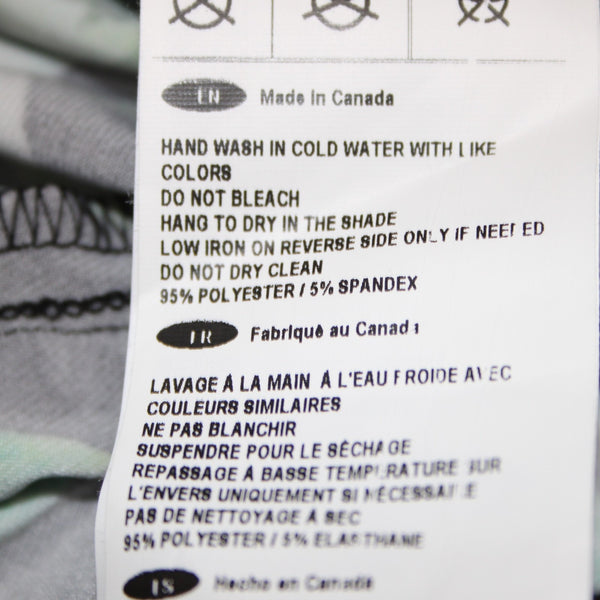 EN Made In Canada
HAND WASH IN COLD WATER WITH LIKE
COLORS
DO NOT BLEACH
HANG TO DRY IN THE SHADE
LOW IRON ON REVERSE SIDE ONLY IF NEEDED
DO NOT DRY CLEAN
95% POLYESTER / 5% SPANDEX
FR Fabriqué au Canada
LAVAGE Á LA MAIN Á L'EAU FROIDE AVEC
COULEURS SIMILAIRES
NE PAS BLANCHIR
SUSPENDRE POUR LE SÉCHAGE
REPASSAGE Á BASSE TEMPÉRATURE SUR
L'ENVERS UNIQUEMENT SI NÉCESSAIRE
PAS DE NETTOYAGE Á SEC
95% POLYESTER / 5% ELASTHANE
ES Hecho en Canada